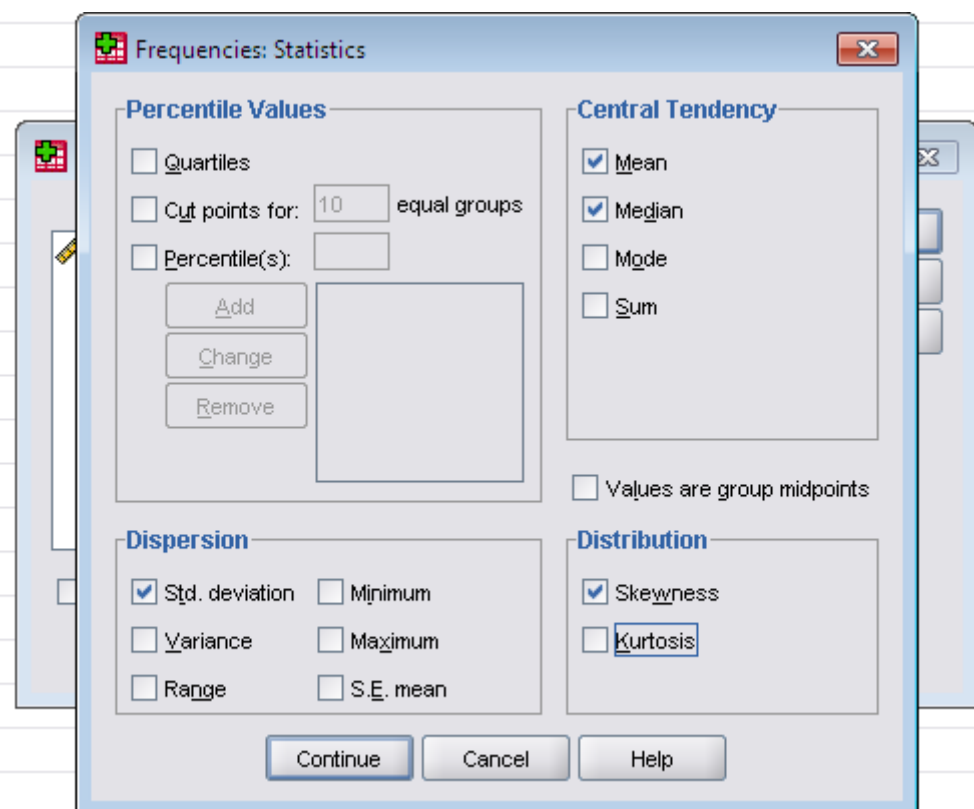 Frequencies: Statistics
Percentile Values
Quartiles
Cut points for: 10 equal groups
Percentile(s):
Add
Change
Remove
Central Tendency
Mean
Median
Mode
Sum
Values are group midpoints
Dispersion
Std. deviation
Minimum
Variance
Maximum
Range
S.E. mean
Distribution
Skewness
Kurtosis
Continue
Cancel
Help